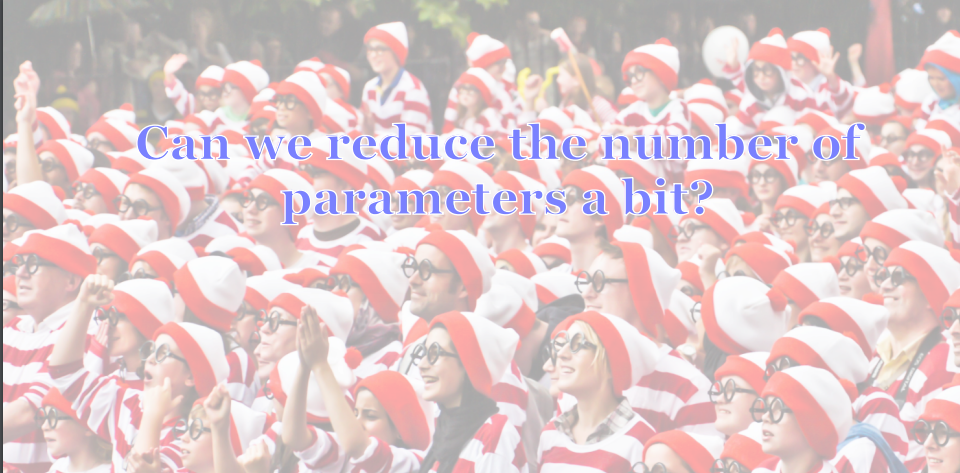 Can we reduce the number of
parameters a bit?